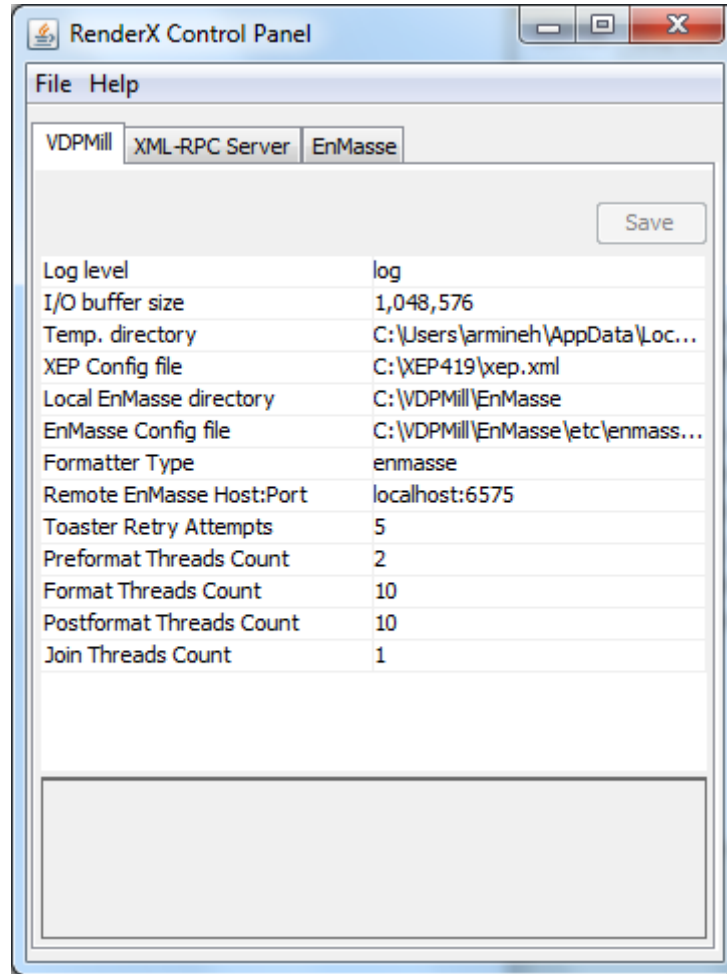 RenderX Control Panel
File Help
VDPMill XML-RPC Server EnMasse
Save
Log level log
I/O buffer size 1,048,576
Temp. directory C:\Users\armineh\AppData\Loc...
XEP Config file C:\XEP419\xep.xml
Local EnMasse directory C:\VDPMill\EnMasse
EnMasse Config file C:\VDPMill\EnMasse\etc\enmass...
Formatter Type enmasse
Remote EnMasse Host:Port localhost:6575
Toaster Retry Attempts 5
Preformat Threads Count 2
Format Threads Count 10
Postformat Threads Count 10
Join Threads Count 1